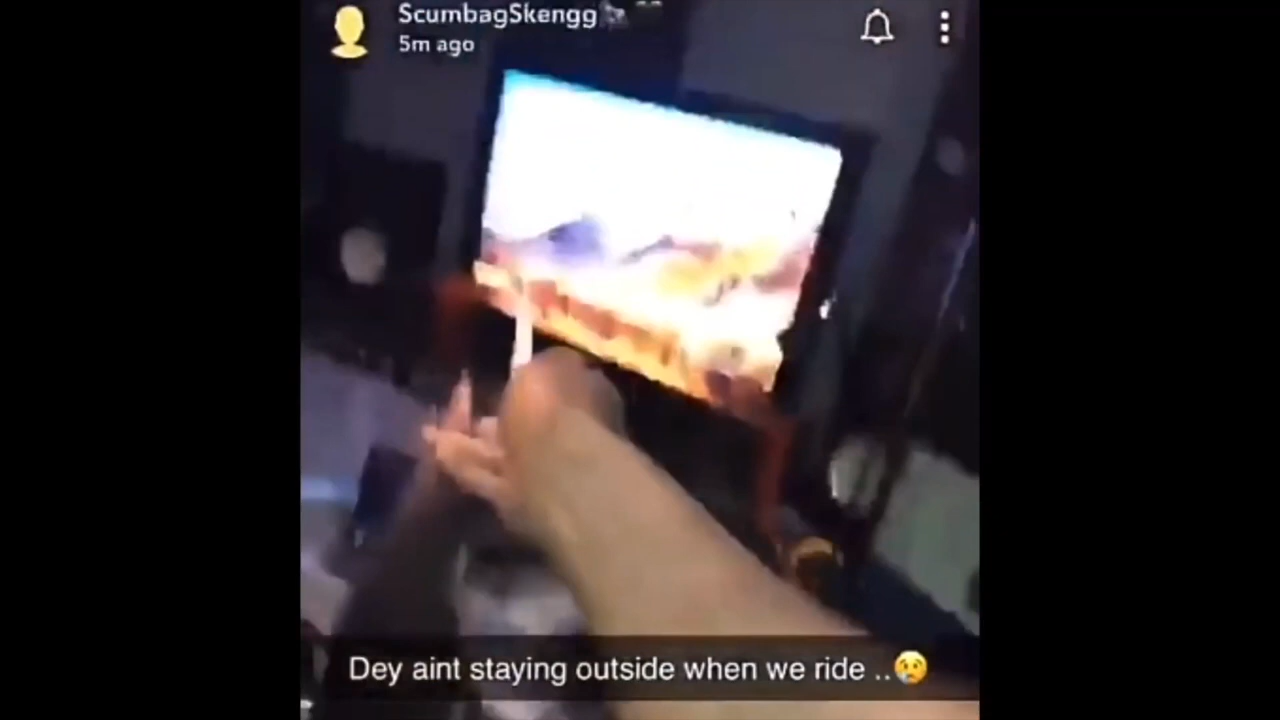 ScumbagSkengg
5m ago
Dey aint staying outside when we ride ..😢